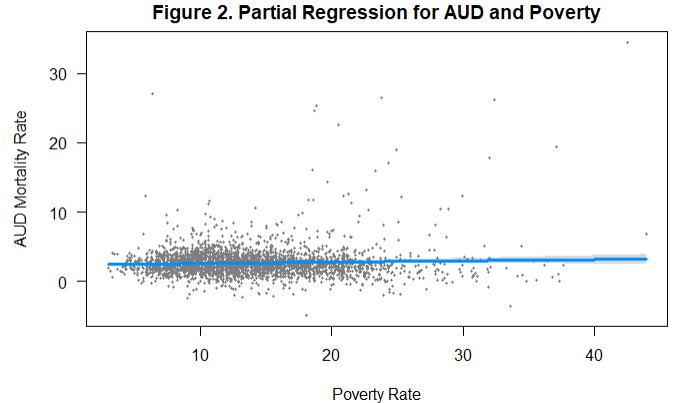 Figure 2. Partial Regression for AUD and Poverty
30
20
10
0
AUD Mortality Rate
10 20 30 40
Poverty Rate